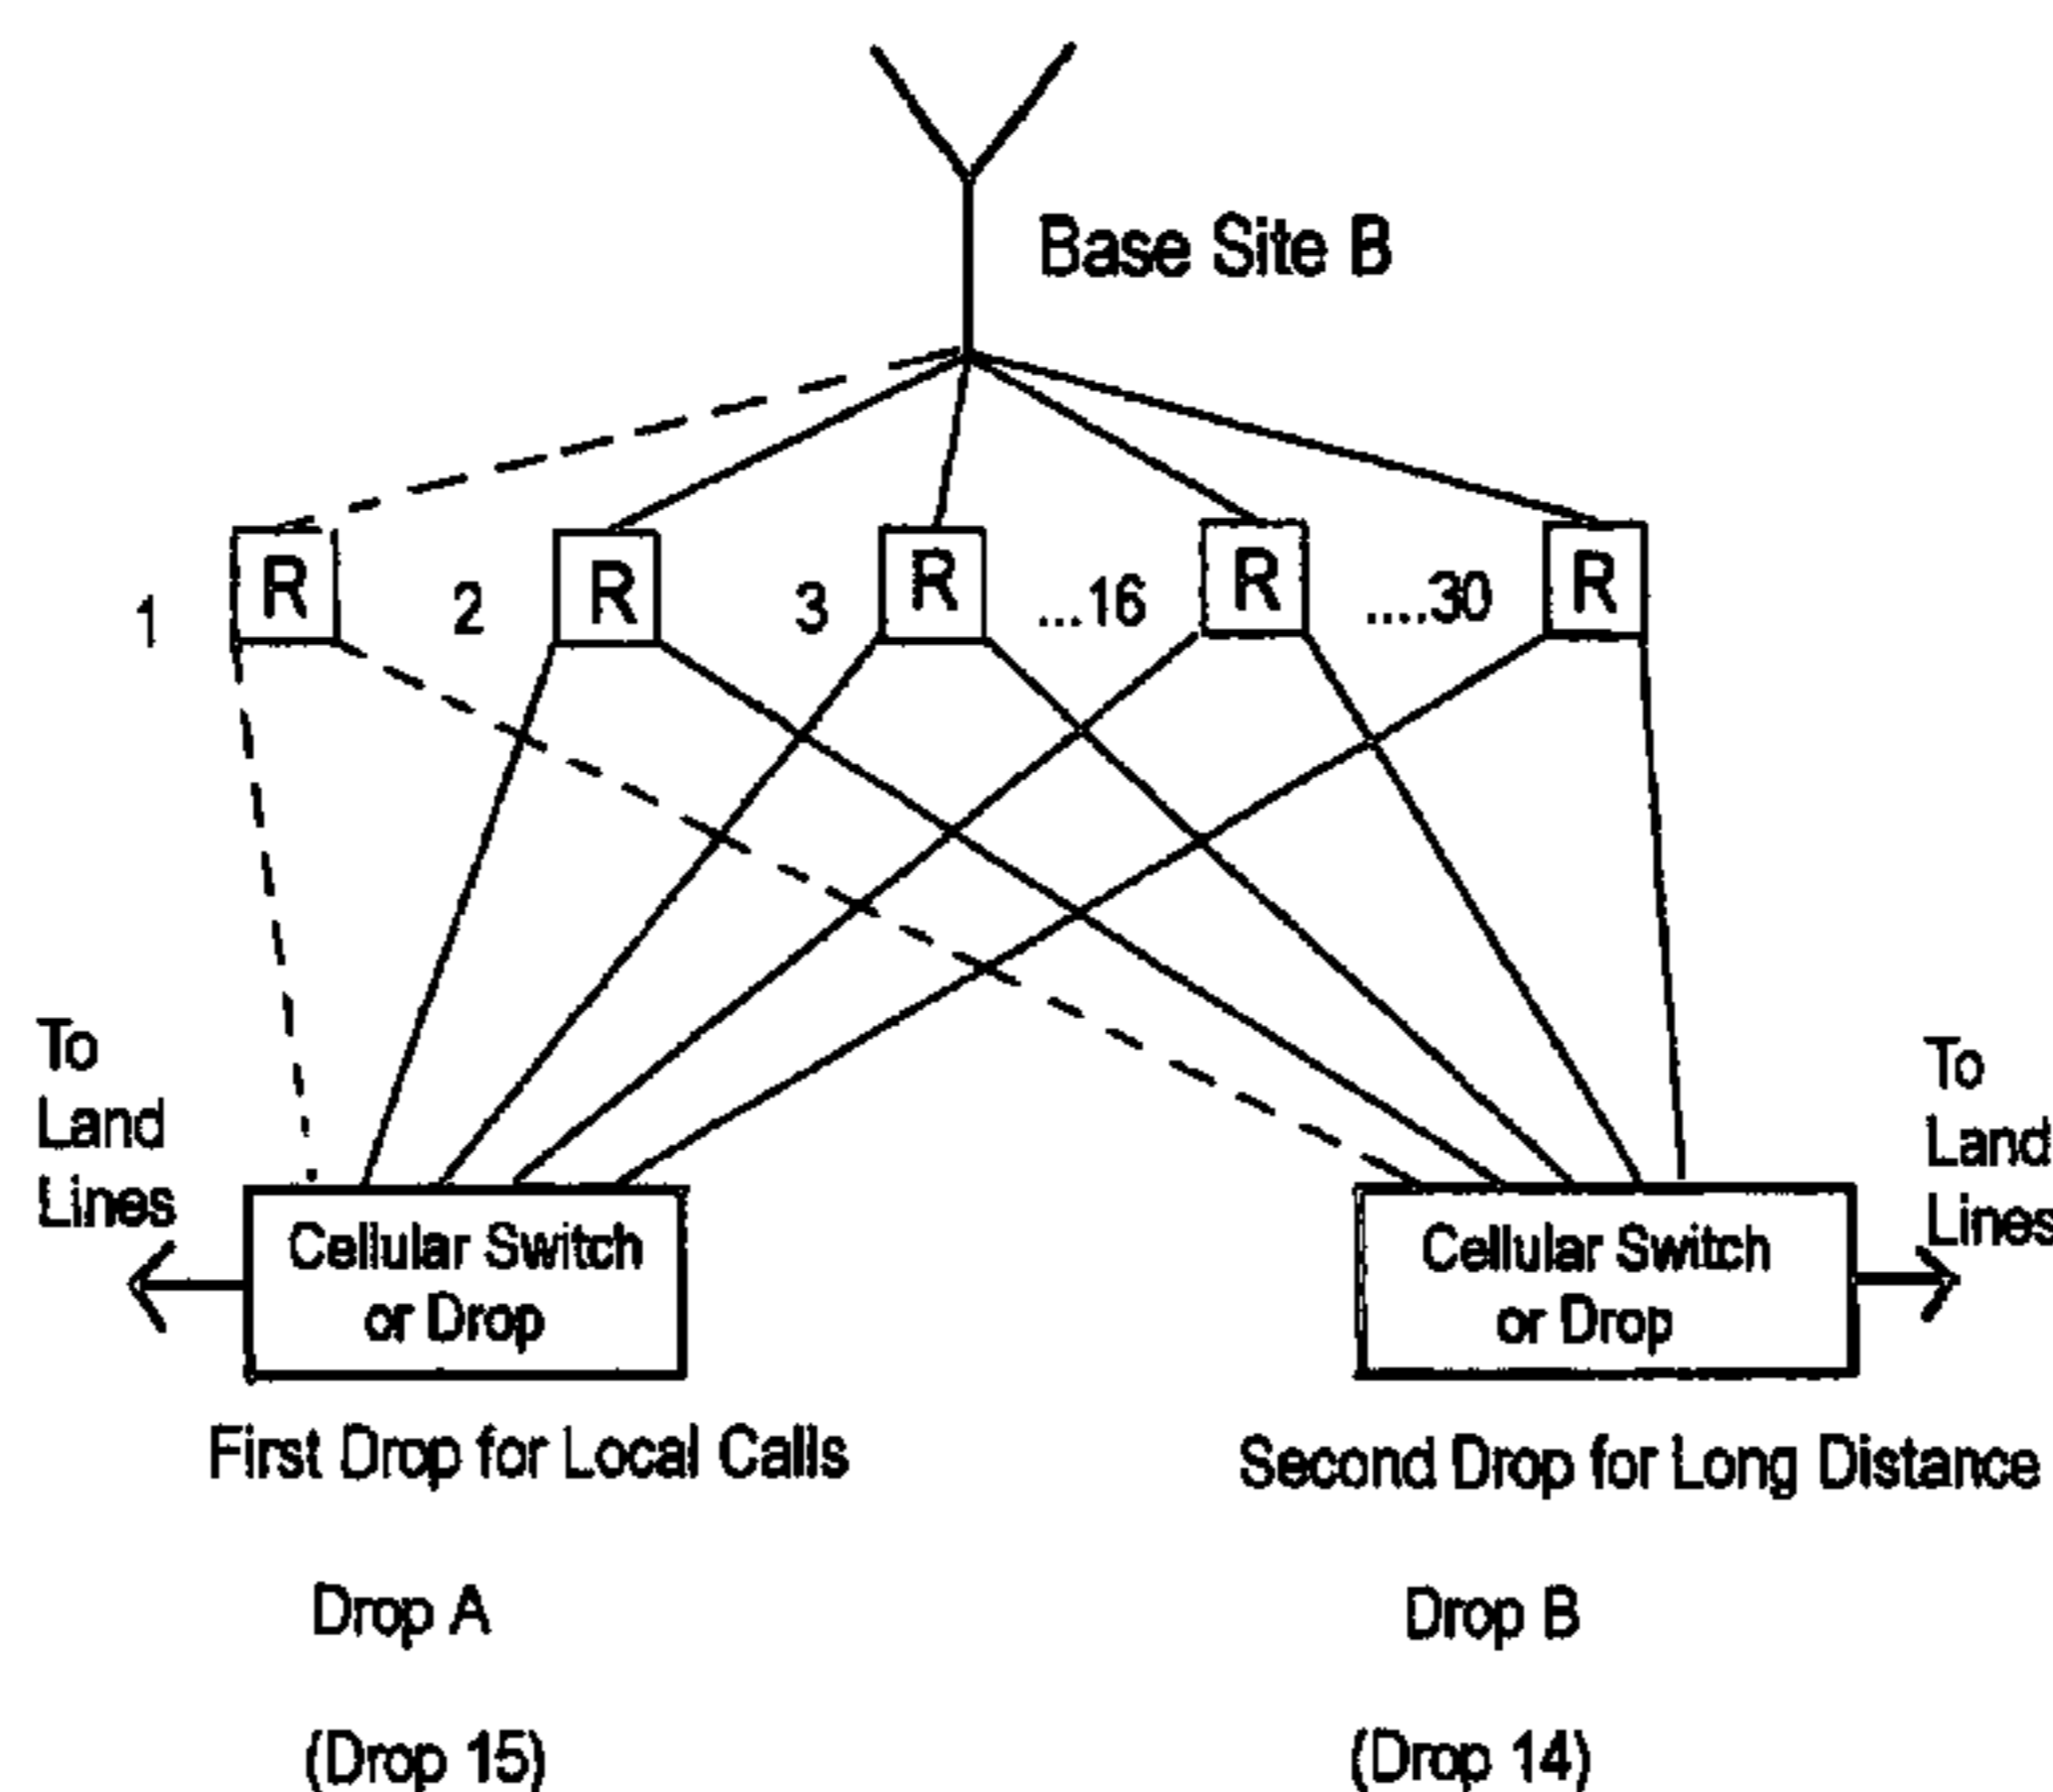 Base Site B
R
R
R
R
R
1
2
3
...16
....30
To
Land
Lines
To
Land
Lines
Cellular Switch
or Drop
Cellular Switch
or Drop
First Drop for Local Calls
Second Drop for Long Distance
Drop A
Drop B
(Drop 15)
(Drop 14)